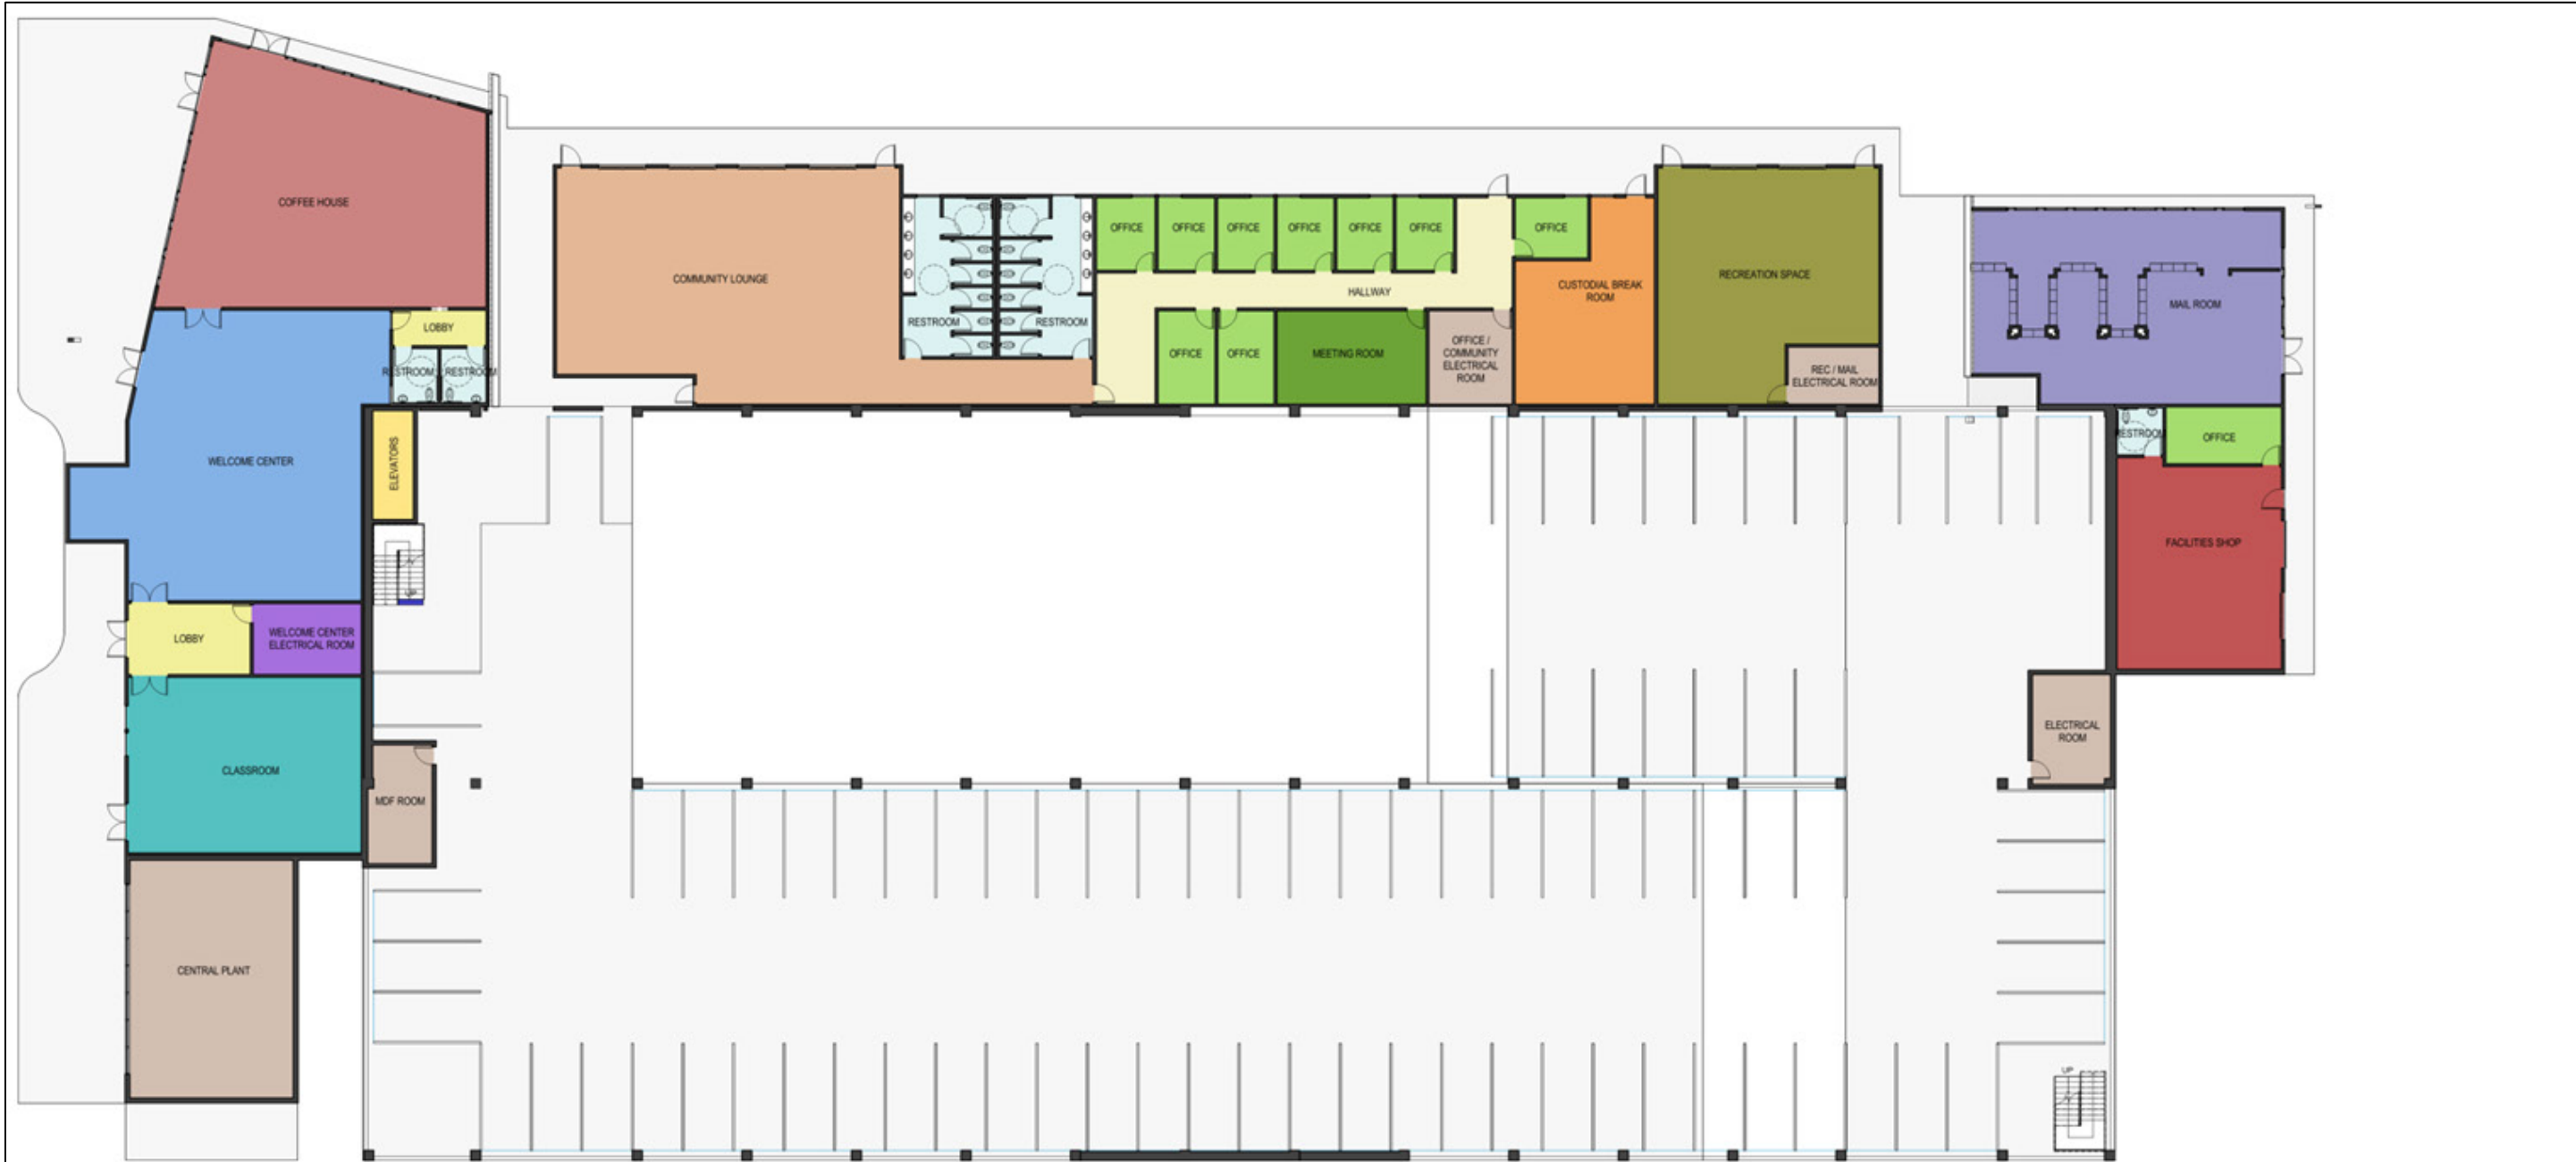 COFFEE HOUSE
LOBBY
RESTROOM
RESTROOM
WELCOME CENTER
ELEVATORS
UP
LOBBY
WELCOME CENTER
ELECTRICAL ROOM
CLASSROOM
MDF ROOM
CENTRAL PLANT
COMMUNITY LOUNGE
RESTROOM
RESTROOM
OFFICE
OFFICE
OFFICE
OFFICE
OFFICE
OFFICE
OFFICE
HALLWAY
OFFICE
OFFICE
MEETING ROOM
OFFICE /
COMMUNITY
ELECTRICAL
ROOM
CUSTODIAL BREAK
ROOM
RECREATION SPACE
REC / MAIL
ELECTRICAL ROOM
MAIL ROOM
RESTROOM
OFFICE
FACILITIES SHOP
ELECTRICAL
ROOM
UP